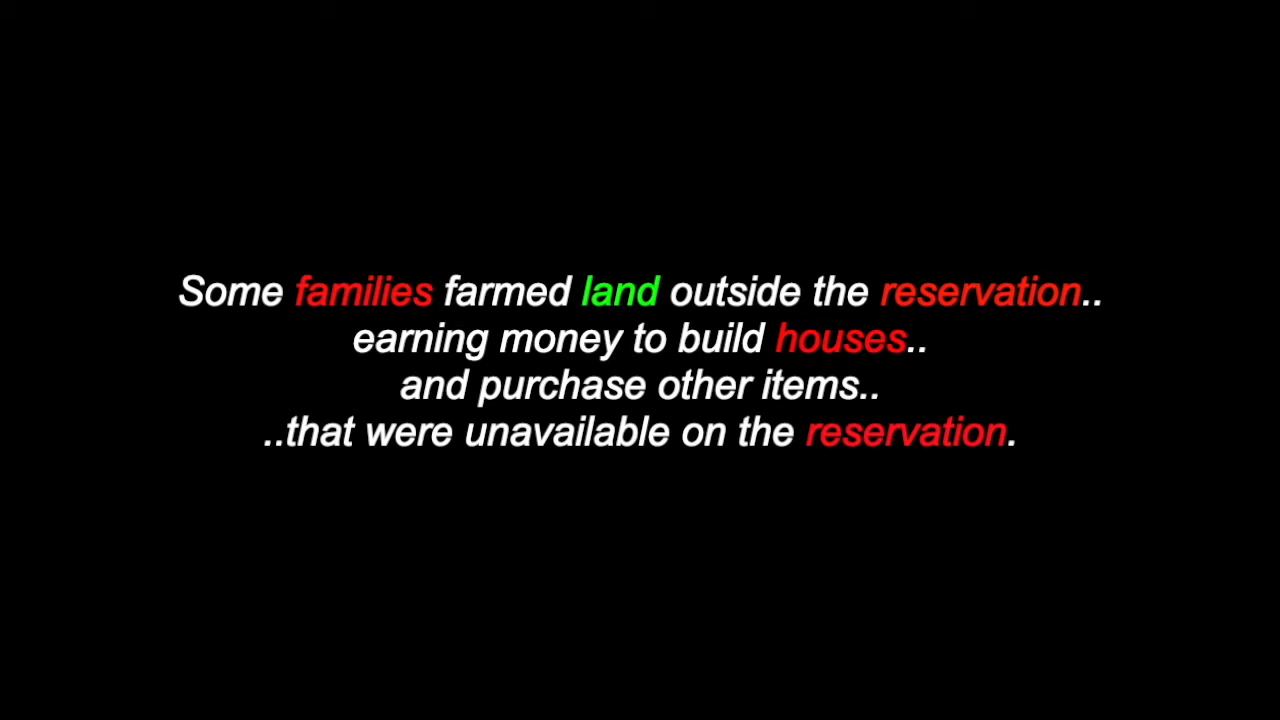 Some families farmed land outside the reservation..
earning money to build houses..
and purchase other items..
..that were unavailable on the reservation.